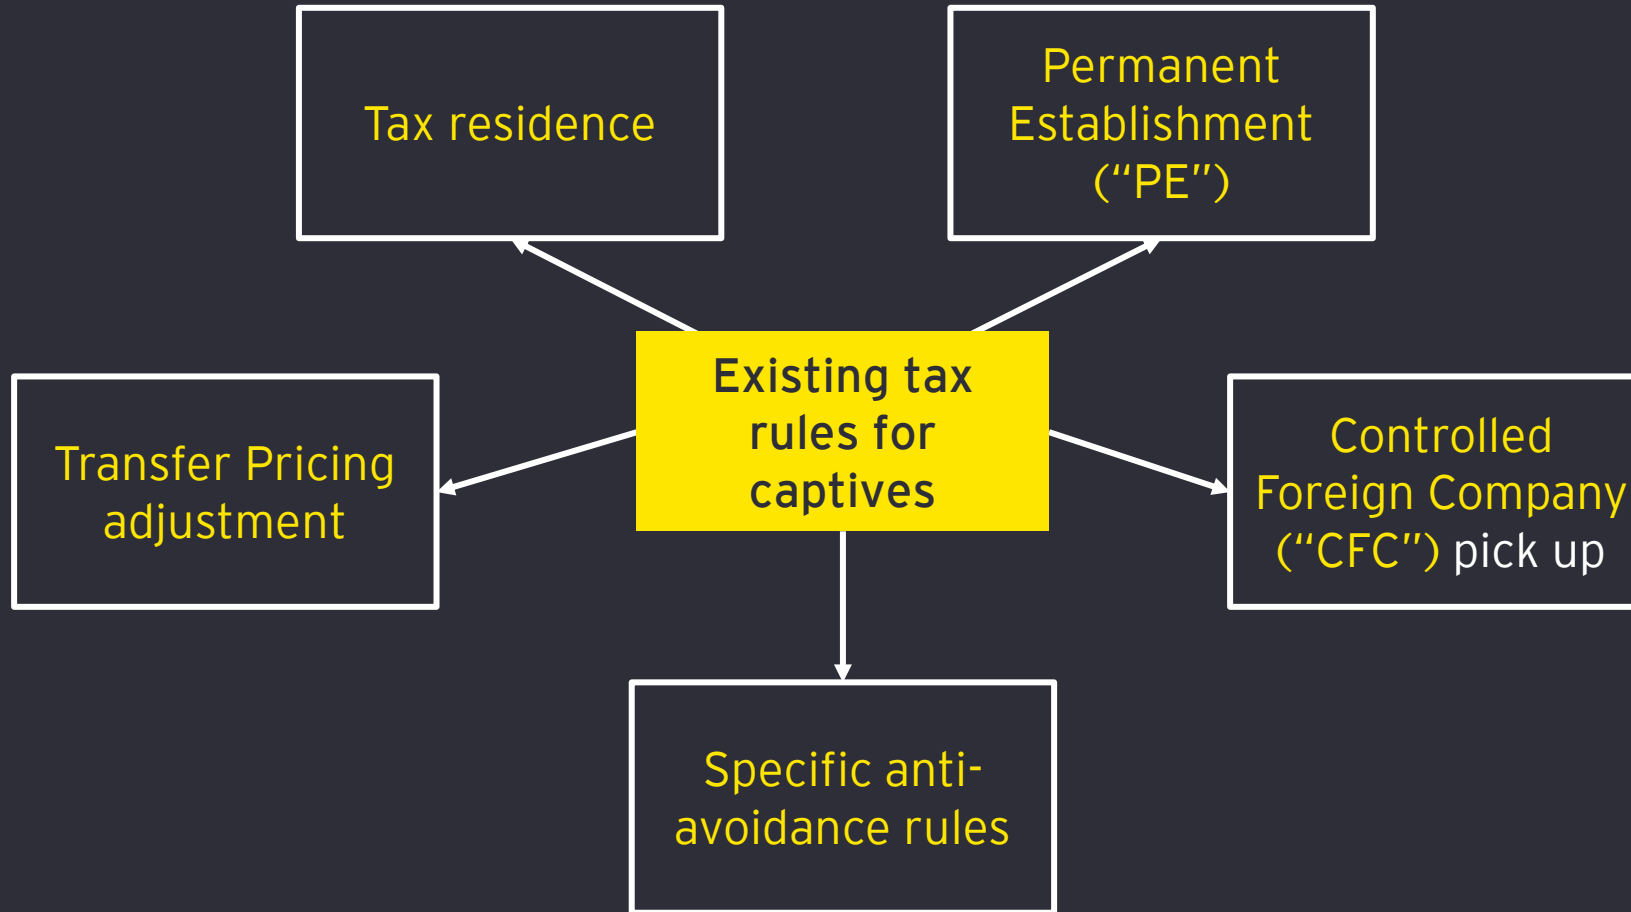 Tax residence
Permanent
Establishment
(“PE”)
Existing tax
rules for
captives
Transfer Pricing
adjustment
Controlled
Foreign Company
(“CFC”) pick up
Specific anti-
avoidance rules